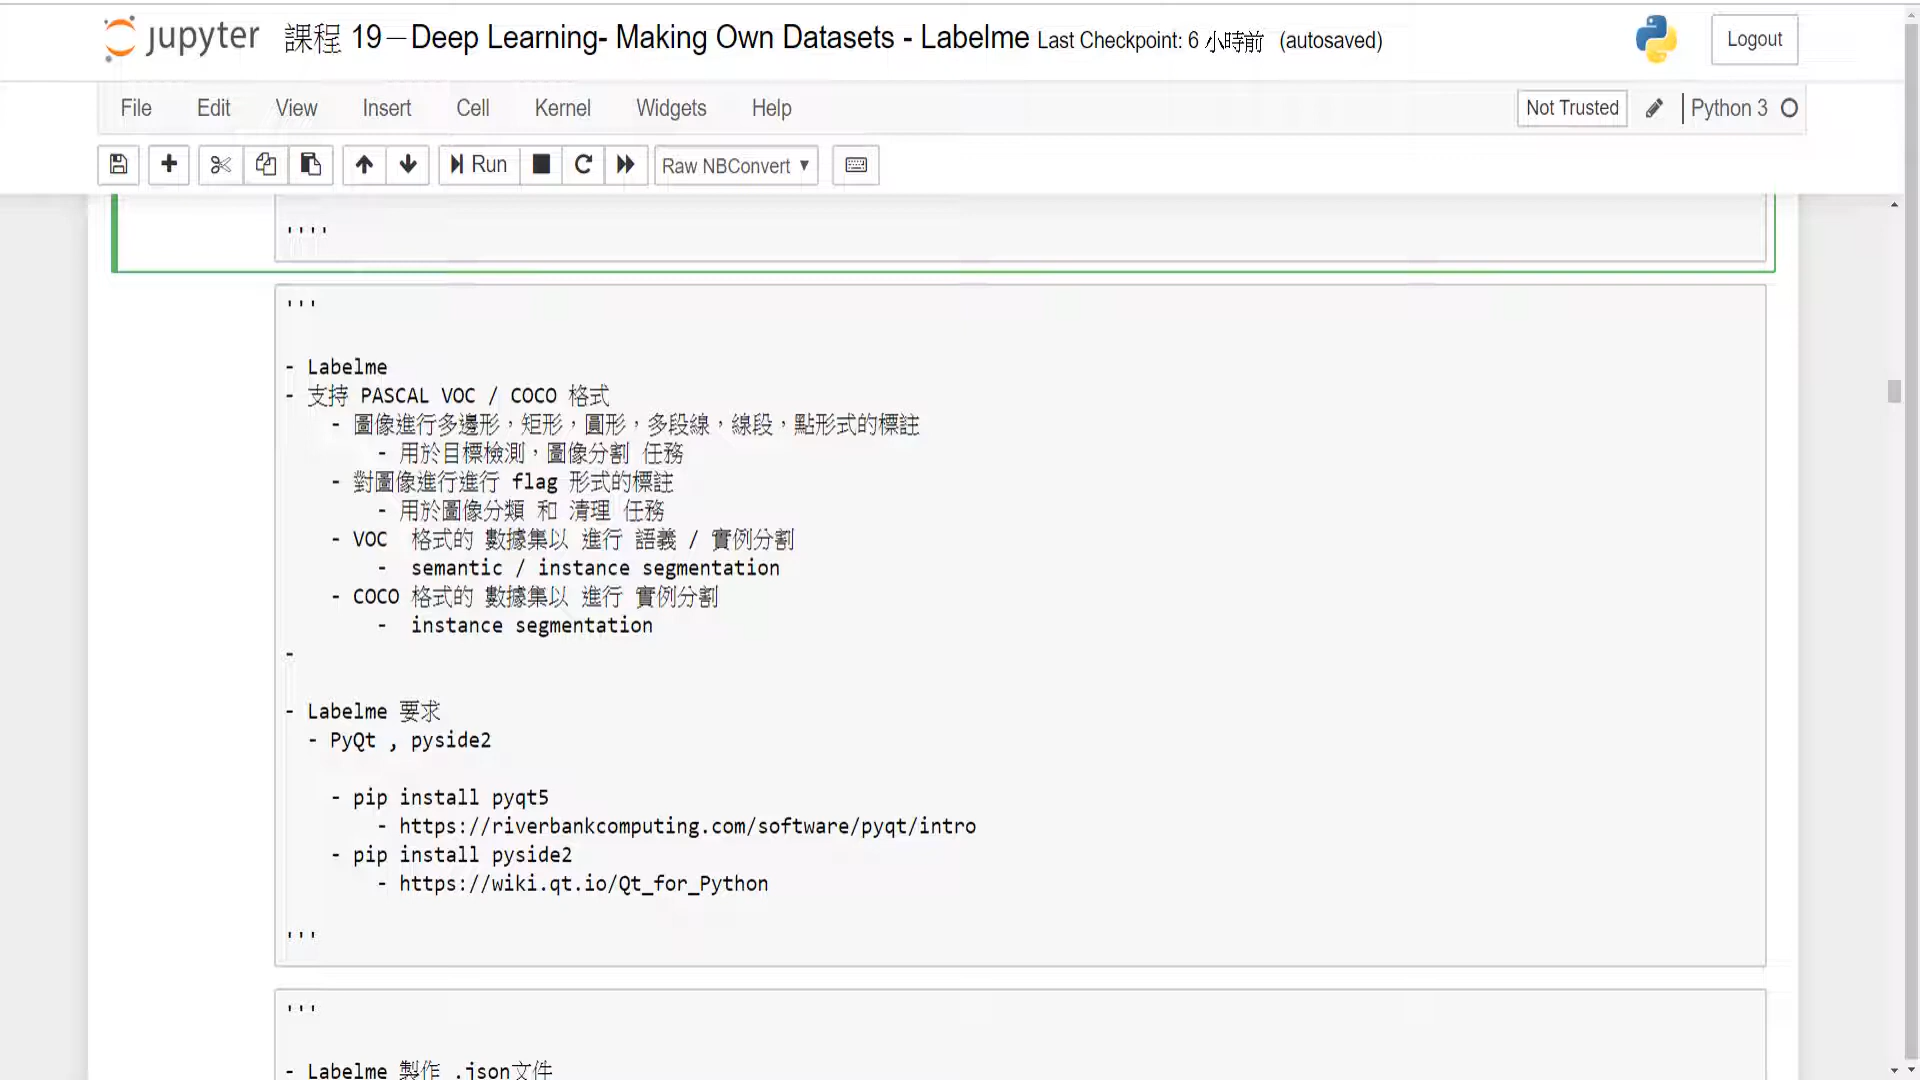 jupyter 課程 19－Deep Learning- Making Own Datasets - Labelme Last Checkpoint: 6 小時前 (autosaved) Logout
File Edit View Insert Cell Kernel Widgets Help Not Trusted Python 3
Run Raw NBConvert
''''
'''
- Labelme
- 支持 PASCAL VOC / COCO 格式
- 圖像進行多邊形，矩形，圓形，多段線，線段，點形式的標註
- 用於目標檢測，圖像分割 任務
- 對圖像進行進行 flag 形式的標註
- 用於圖像分類 和 清理 任務
- VOC 格式的 數據集以 進行 語義 / 實例分割
- semantic / instance segmentation
- COCO 格式的 數據集以 進行 實例分割
- instance segmentation
-
- Labelme 要求
- PyQt , pyside2
- pip install pyqt5
- https://riverbankcomputing.com/software/pyqt/intro
- pip install pyside2
- https://wiki.qt.io/Qt_for_Python
'''
'''
- Labelme 製作 .json文件